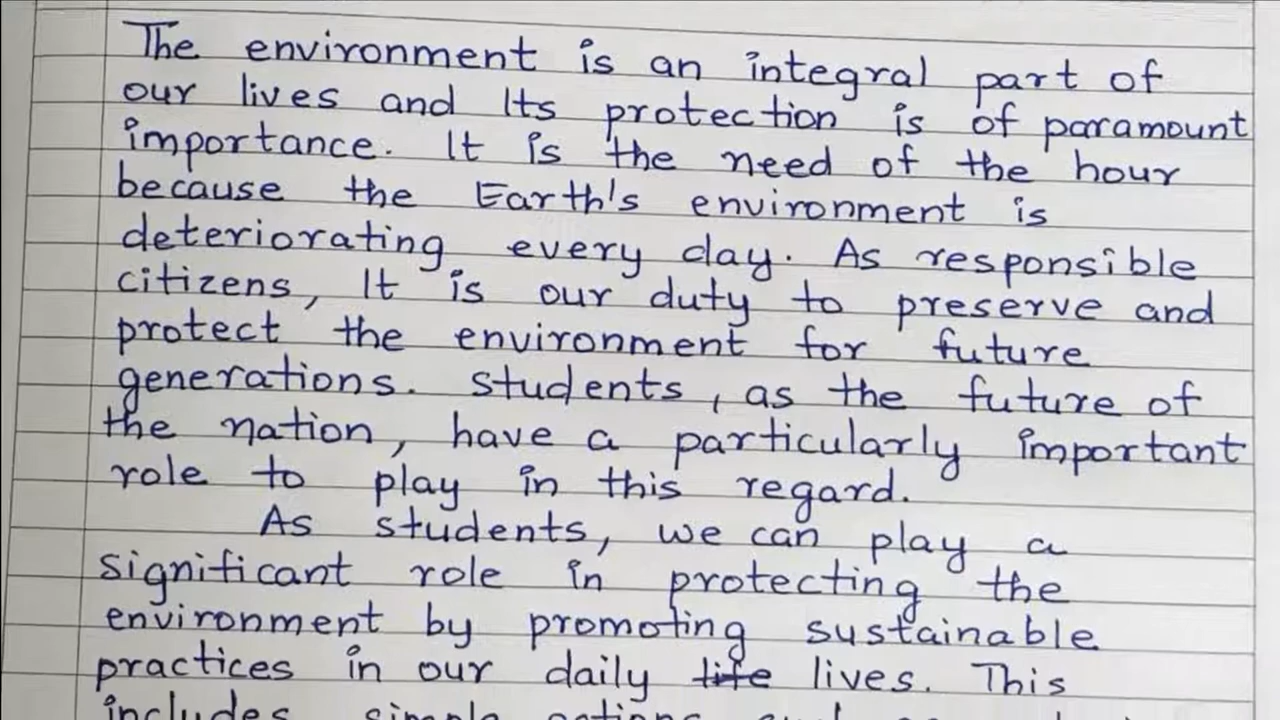 The environment is an integral part of
our lives and Its protection is of paramount
importance. It is the need of the hour
because the Earth's environment is
deteriorating every day. As responsible
citizens, It is our duty to preserve and
protect the environment for future
generations. Students, as the future of
the nation, have a particularly important
role to play in this regard.
As students, we can play a
significant role in protecting the
environment by promoting sustainable
practices in our daily life lives. This
includes simple actions